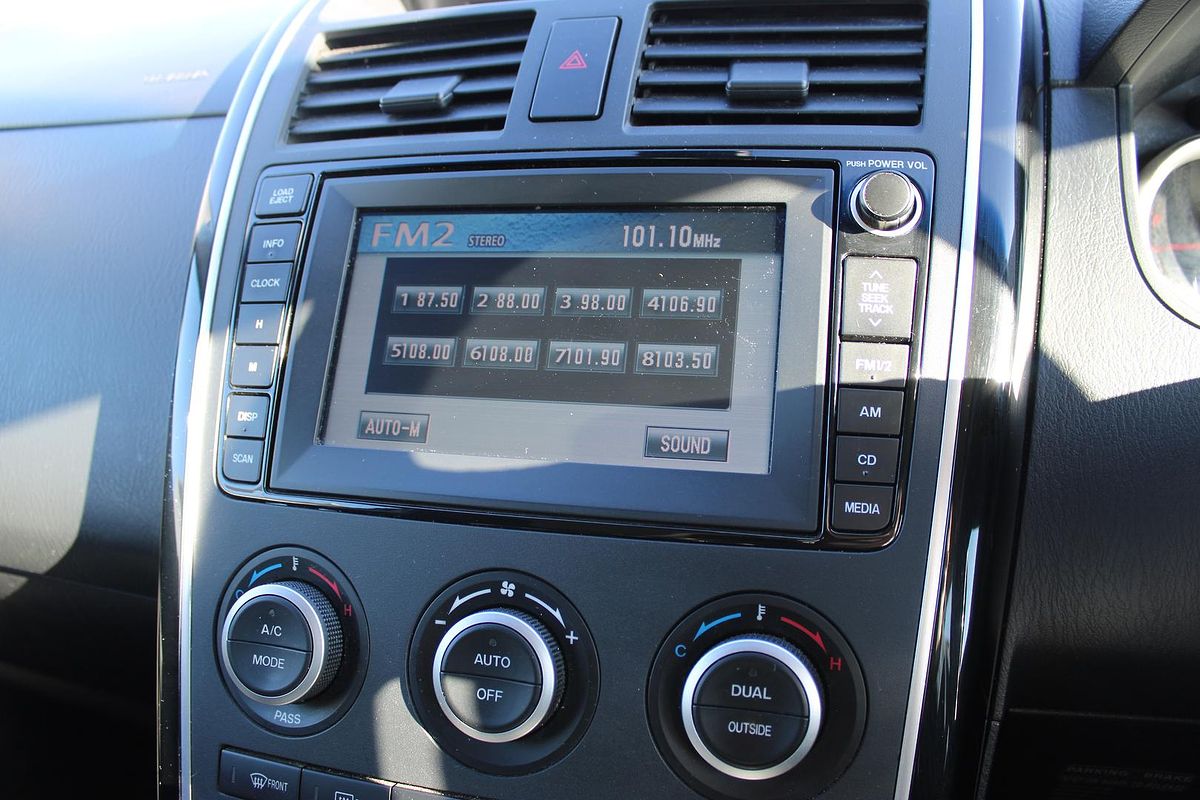 PUSH POWER VOL
LOAD
EJECT
INFO
CLOCK
H
M
DISP
SCAN
FM2 STEREO 101.10MHz
1 87.50 2 88.00 3 98.00 4106.90
5108.00 6108.00 7101.90 8103.50
AUTO-M SOUND
TUNE
SEEK
TRACK
FM1/2
AM
CD
MEDIA
C H
A/C
MODE
PASS
- +
AUTO
OFF
C H
DUAL
OUTSIDE
FRONT